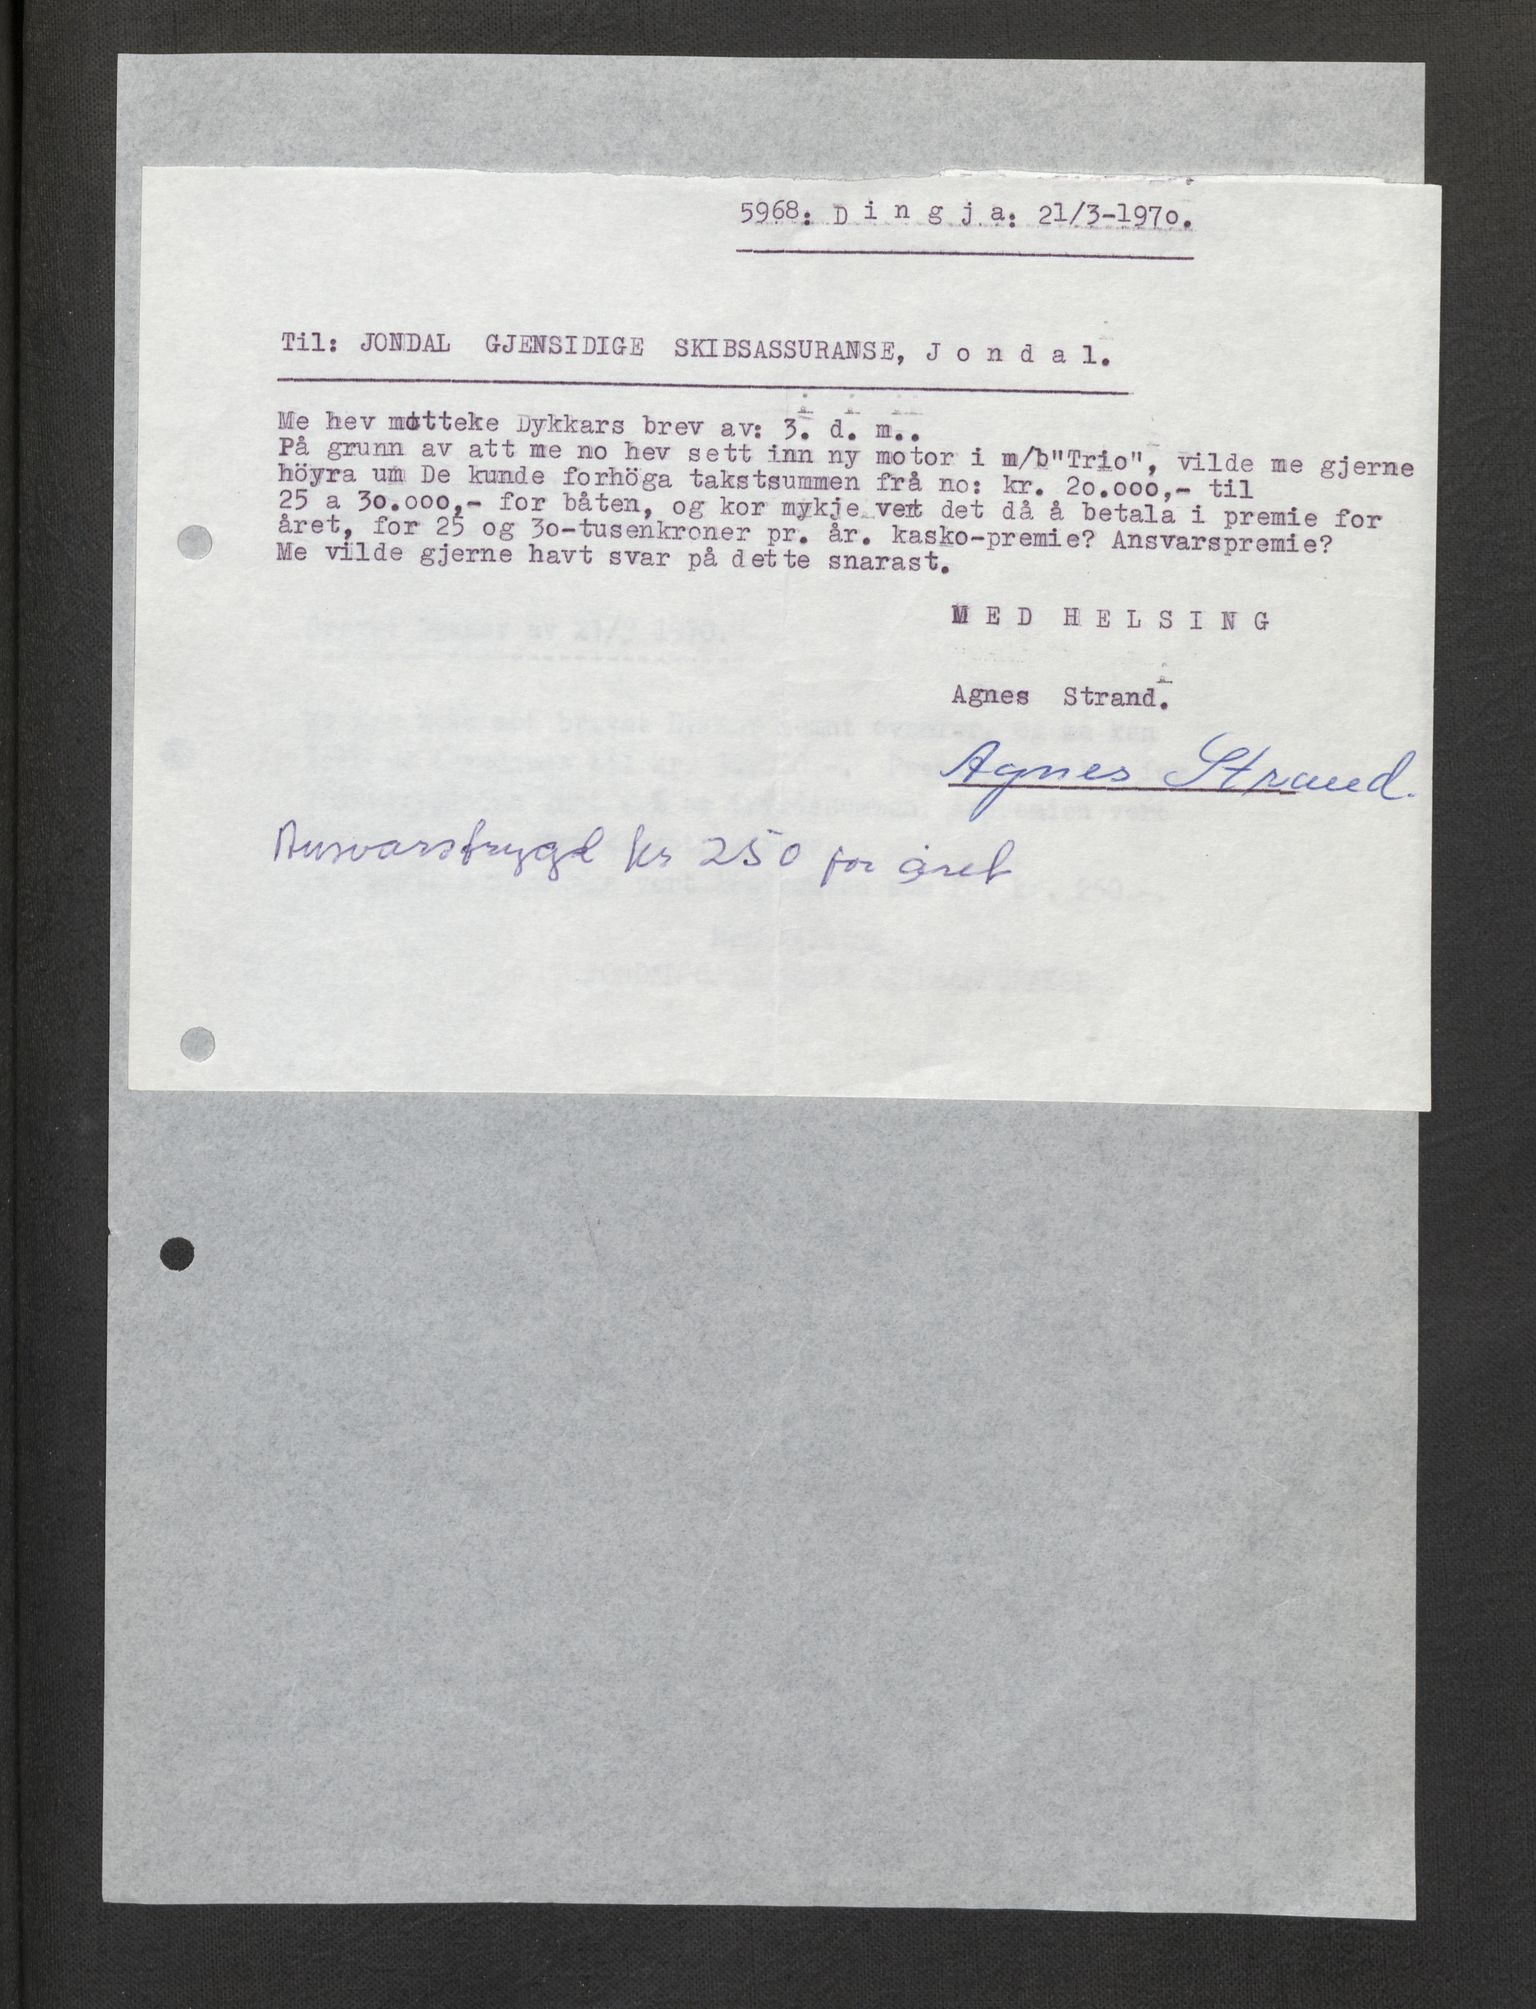 5968: D i n g j a: 21/3-1970.
Til: JONDAL GJENSIDIGE SKIBSASSURANSE, J o n d a l.
Me hev mottteke Dykkars brev av: 3. d. m..
På grunn av att me no hev sett inn ny motor i m/b"Trio", vilde me gjerne
höyra um De kunde forhöga takstsummen frå no: kr. 20.000,- til
25 a 30.000,- for båten, og kor mykje vert det då å betala i premie for
året, for 25 og 30-tusenkroner pr. år. kasko-premie? Ansvarspremie?
Me vilde gjerne havt svar på dette snarast.
M E D H E L S I N G
Agnes Strand.
Agnes Strand.
Ansvarstrygd kr 250 for året